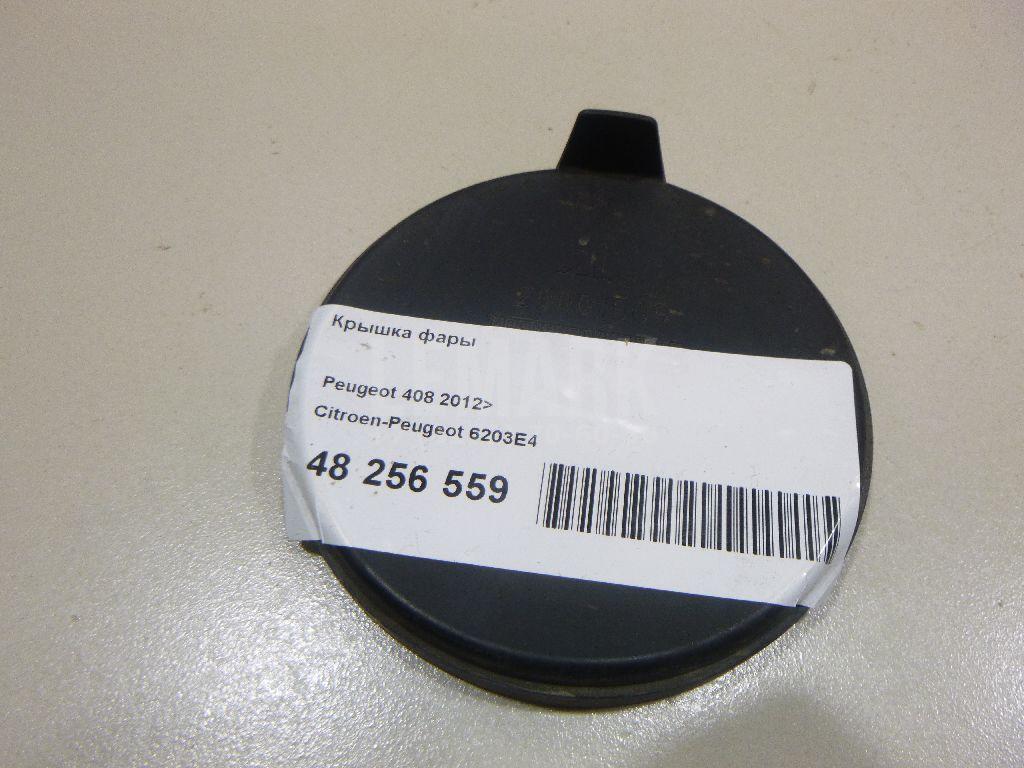 Крышка фары
Peugeot 408 2012>
Citroen-Peugeot 6203E4
48 256 559